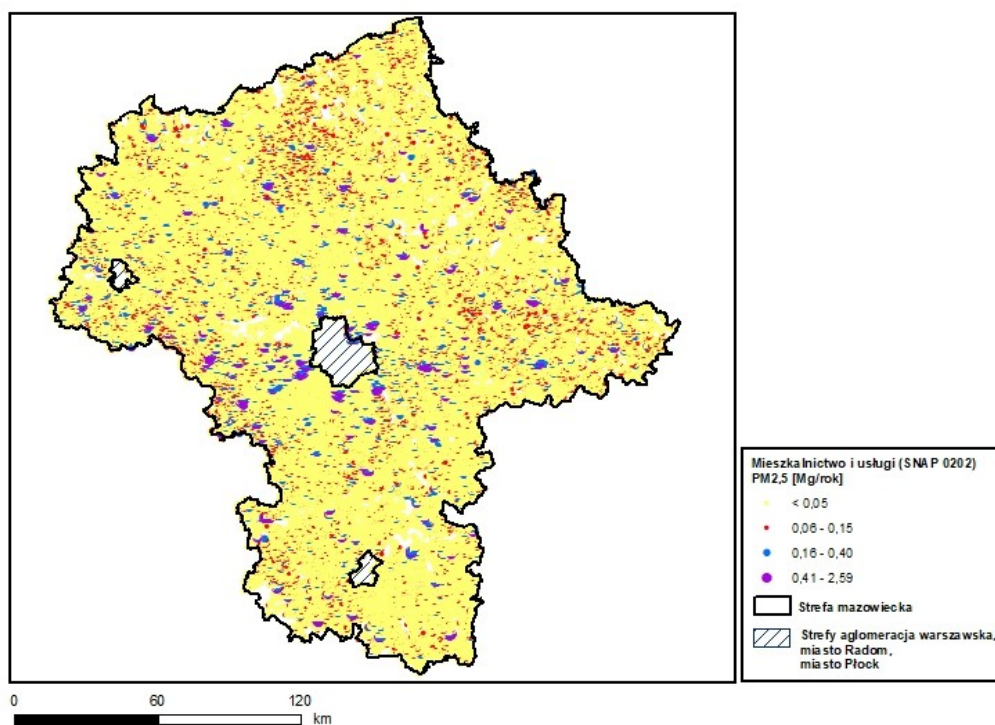 Mieszkalnictwo i usługi (SNAP 0202)
PM2,5 [Mg/rok]
< 0,05
0,06 - 0,15
0,16 - 0,40
0,41 - 2,59
Strefa mazowiecka
Strefy aglomeracja warszawska,
miasto Radom,
miasto Płock
0 60 120
km